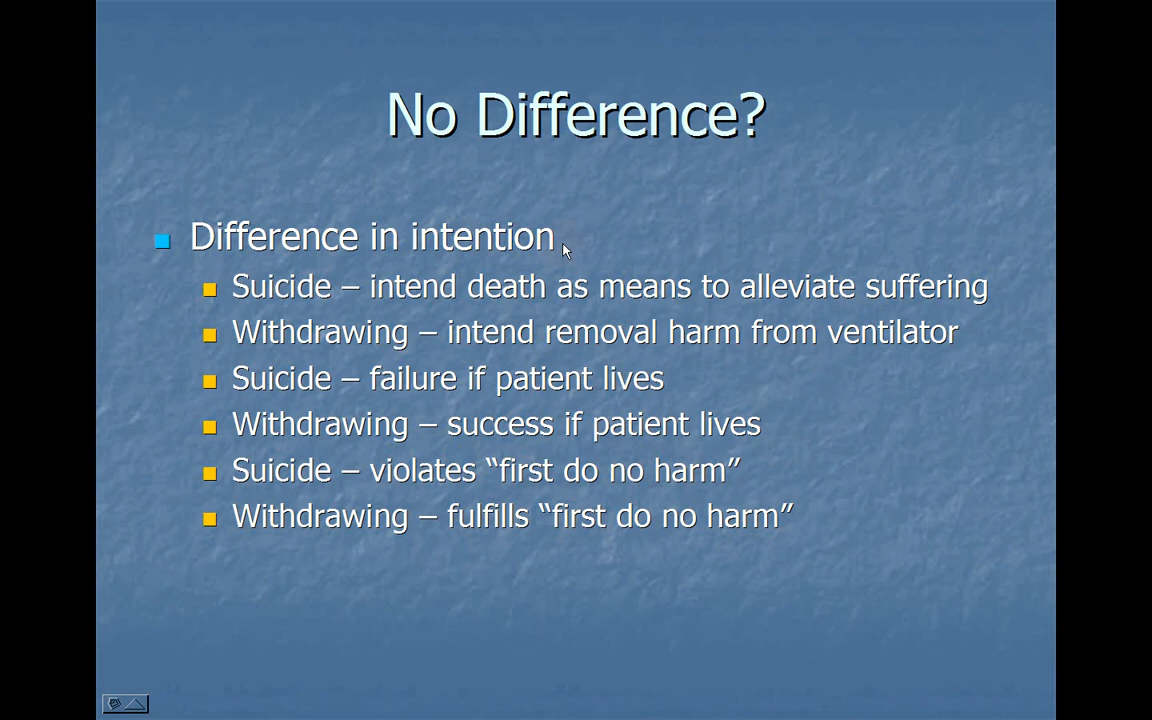 No Difference?
Difference in intention
Suicide – intend death as means to alleviate suffering
Withdrawing – intend removal harm from ventilator
Suicide – failure if patient lives
Withdrawing – success if patient lives
Suicide – violates “first do no harm”
Withdrawing – fulfills “first do no harm”